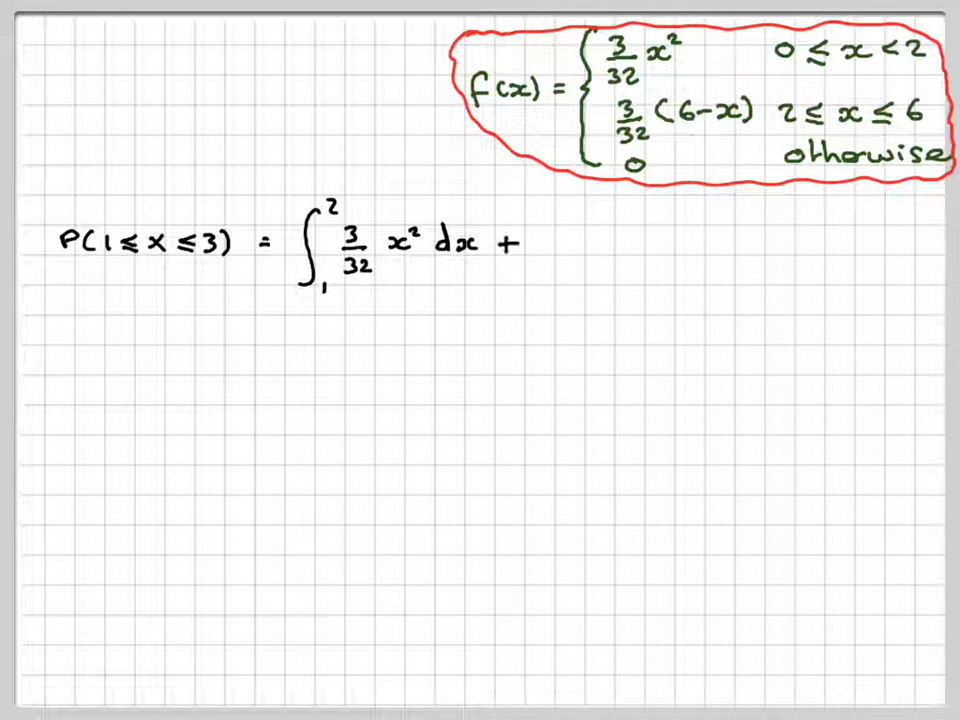 f(x) = { 3/32 x² 0 ≤ x < 2
3/32 (6-x) 2 ≤ x ≤ 6
0 otherwise
P(1 ≤ X ≤ 3) = ∫₁² 3/32 x² dx +